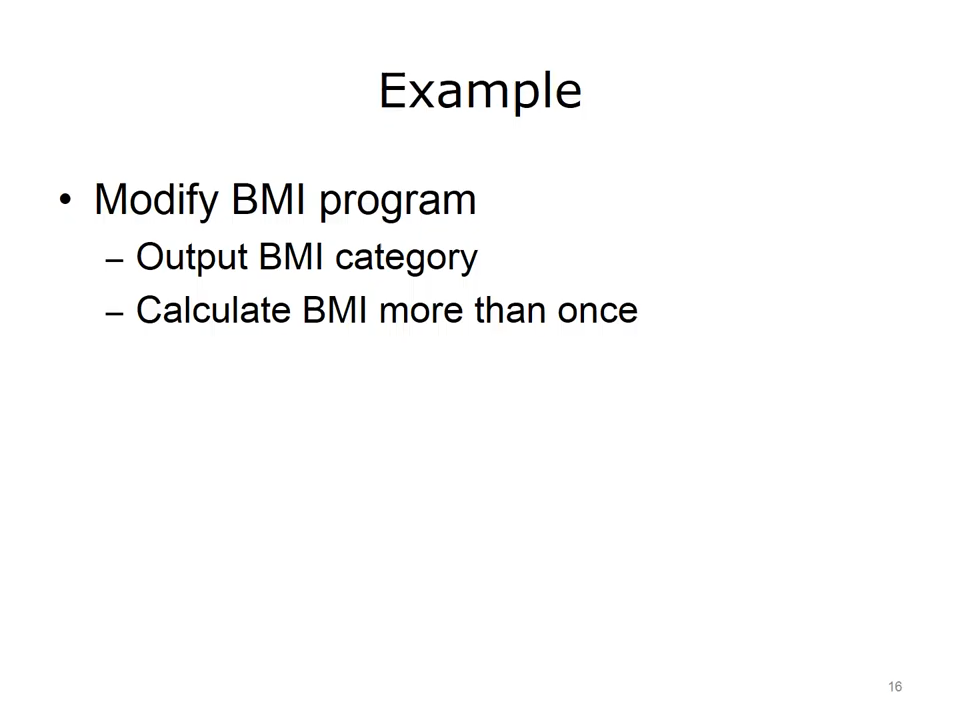 Example
• Modify BMI program
– Output BMI category
– Calculate BMI more than once
16